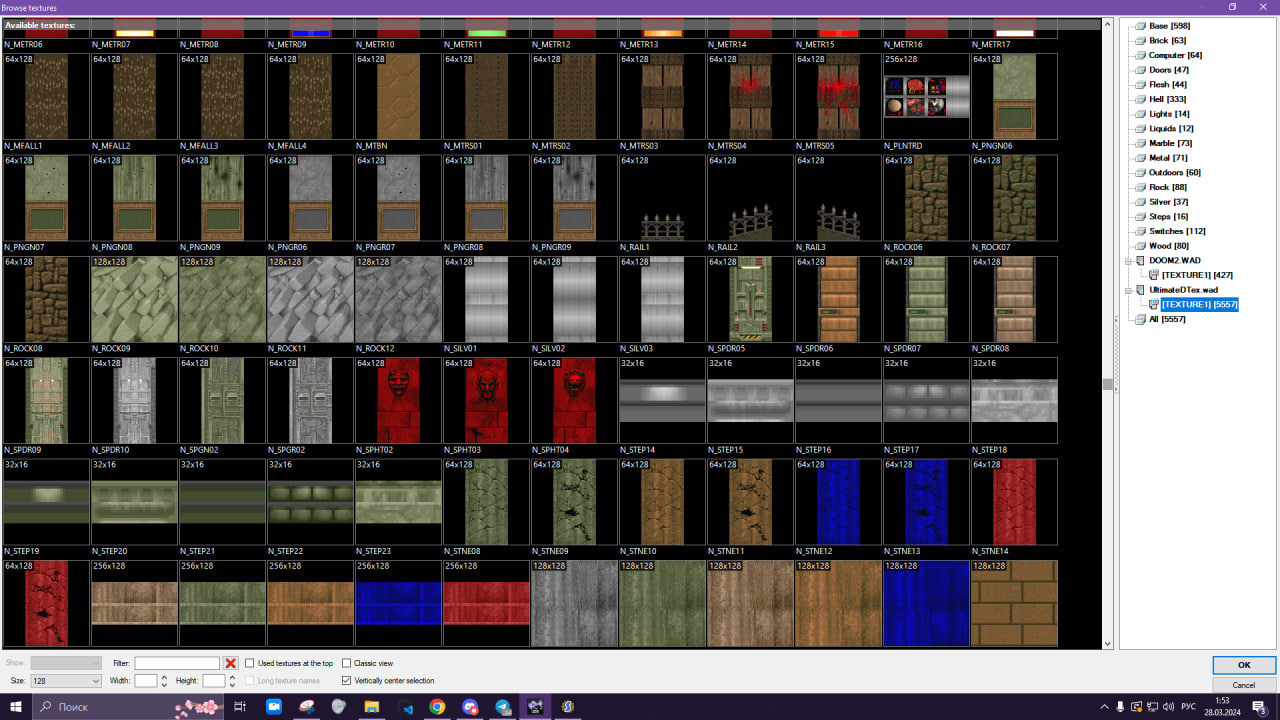 Browse textures
Available textures:
N_METR06 N_METR07 N_METR08 N_METR09 N_METR10 N_METR11 N_METR12 N_METR13 N_METR14 N_METR15 N_METR16 N_METR17
64x128 64x128 64x128 64x128 64x128 64x128 64x128 64x128 64x128 64x128 256x128 64x128
N_MFALL1 N_MFALL2 N_MFALL3 N_MFALL4 N_MTBN N_MTRS01 N_MTRS02 N_MTRS03 N_MTRS04 N_MTRS05 N_PLNTRD N_PNGN06
64x128 64x128 64x128 64x128 64x128 64x128 64x128 64x128 64x128 64x128 64x128 64x128
N_PNGN07 N_PNGN08 N_PNGN09 N_PNGR06 N_PNGR07 N_PNGR08 N_PNGR09 N_RAIL1 N_RAIL2 N_RAIL3 N_ROCK06 N_ROCK07
64x128 128x128 128x128 128x128 128x128 64x128 64x128 64x128 64x128 64x128 64x128 64x128
N_ROCK08 N_ROCK09 N_ROCK10 N_ROCK11 N_ROCK12 N_SILV01 N_SILV02 N_SILV03 N_SPDR05 N_SPDR06 N_SPDR07 N_SPDR08
64x128 64x128 64x128 64x128 64x128 64x128 64x128 32x16 32x16 32x16 32x16 32x16
N_SPDR09 N_SPDR10 N_SPGN02 N_SPGR02 N_SPHT02 N_SPHT03 N_SPHT04 N_STEP14 N_STEP15 N_STEP16 N_STEP17 N_STEP18
32x16 32x16 32x16 32x16 32x16 64x128 64x128 64x128 64x128 64x128 64x128 64x128
N_STEP19 N_STEP20 N_STEP21 N_STEP22 N_STEP23 N_STNE08 N_STNE09 N_STNE10 N_STNE11 N_STNE12 N_STNE13 N_STNE14
64x128 256x128 256x128 256x128 256x128 256x128 128x128 128x128 128x128 128x128 128x128 128x128
Base [598]
Brick [63]
Computer [64]
Doors [47]
Flesh [44]
Hell [333]
Lights [14]
Liquids [12]
Marble [73]
Metal [71]
Outdoors [60]
Rock [88]
Silver [37]
Steps [16]
Switches [112]
Wood [80]
DOOM2.WAD
[TEXTURE1] [427]
UltimateDTex.wad
[TEXTURE1] [5557]
All [5557]
Show: Filter: Used textures at the top Classic view
Size: 128 Width: Height: Long texture names Vertically center selection
OK
Cancel
Поиск
РУС
1:53
28.03.2024
3